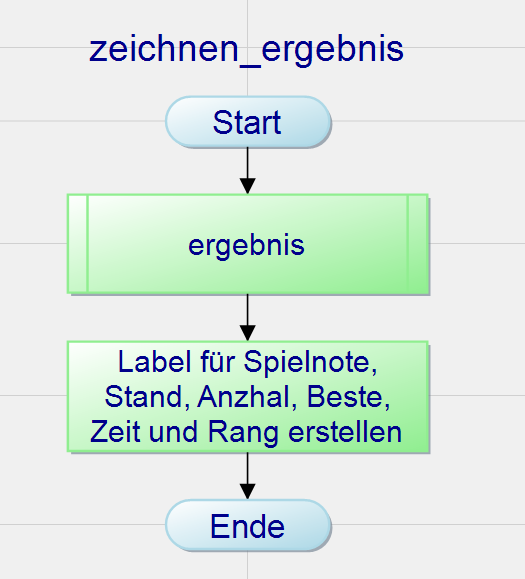 zeichnen_ergebnis
Start
ergebnis
Label für Spielnote,
Stand, Anzhal, Beste,
Zeit und Rang erstellen
Ende